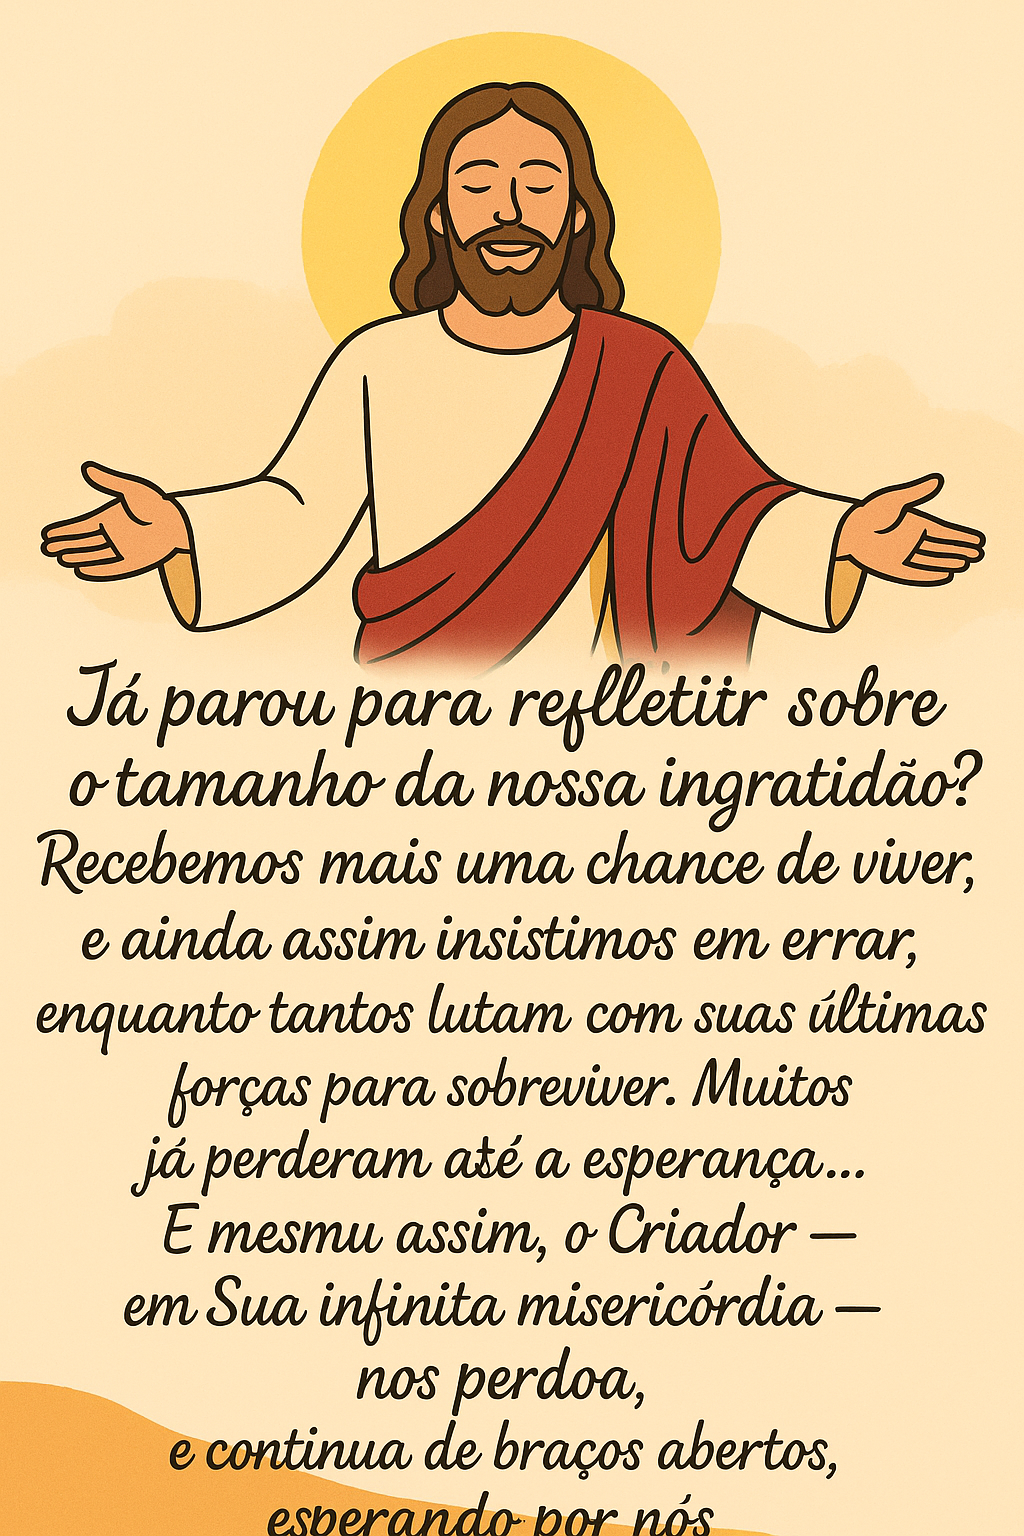 Já parou para reflletitr sobre
o tamanho da nossa ingratidão?
Recebemos mais uma chance de viver,
e ainda assim insistimos em errar,
enquanto tantos lutam com suas últimas
forças para sobreviver. Muitos
já perderam até a esperança...
E mesmu assim, o Criador —
em Sua infinita misericórdia —
nos perdoa,
e continua de braços abertos,
esperando por nós